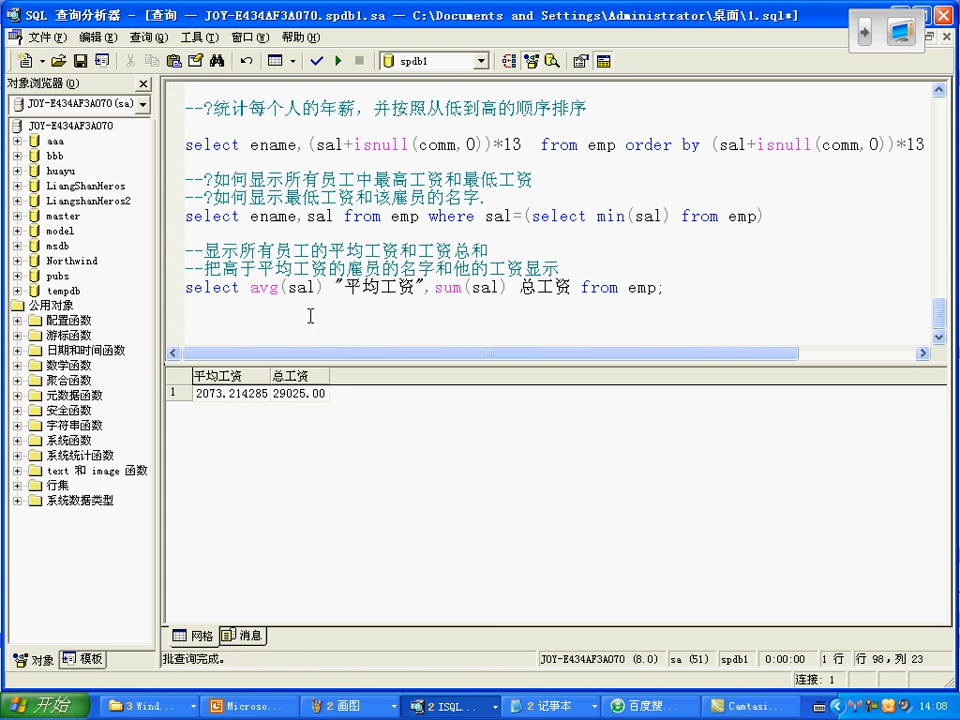 SQL 查询分析器 - [查询 — JOY-E434AF3A070.spdb1.sa — C:\Documents and Settings\Administrator\桌面\1.sql*]
文件(F) 编辑(E) 查询(Q) 工具(T) 窗口(W) 帮助(H)
spdb1
对象浏览器(O)
JOY-E434AF3A070(sa)
JOY-E434AF3A070
aaa
bbb
huayu
LiangShanHeros
LiangshanHeros2
master
model
msdb
Northwind
pubs
tempdb
公用对象
配置函数
游标函数
日期和时间函数
数学函数
聚合函数
元数据函数
安全函数
字符串函数
系统函数
系统统计函数
text 和 image 函数
行集
系统数据类型
对象 模板
--?统计每个人的年薪，并按照从低到高的顺序排序
select ename,(sal+isnull(comm,0))*13 from emp order by (sal+isnull(comm,0))*13
--?如何显示所有员工中最高工资和最低工资
--?如何显示最低工资和该雇员的名字.
select ename,sal from emp where sal=(select min(sal) from emp)
--显示所有员工的平均工资和工资总和
--把高于平均工资的雇员的名字和他的工资显示
select avg(sal) "平均工资",sum(sal) 总工资 from emp;
平均工资 总工资
1 2073.214285 29025.00
网格 消息
批查询完成。 JOY-E434AF3A070 (8.0) sa (51) spdb1 0:00:00 1 行 行 98，列 23
连接: 1
开始 3 Wind... Microso... 2 画图 2 ISQL... 2 记事本 百度搜... Camtasi... 14:08